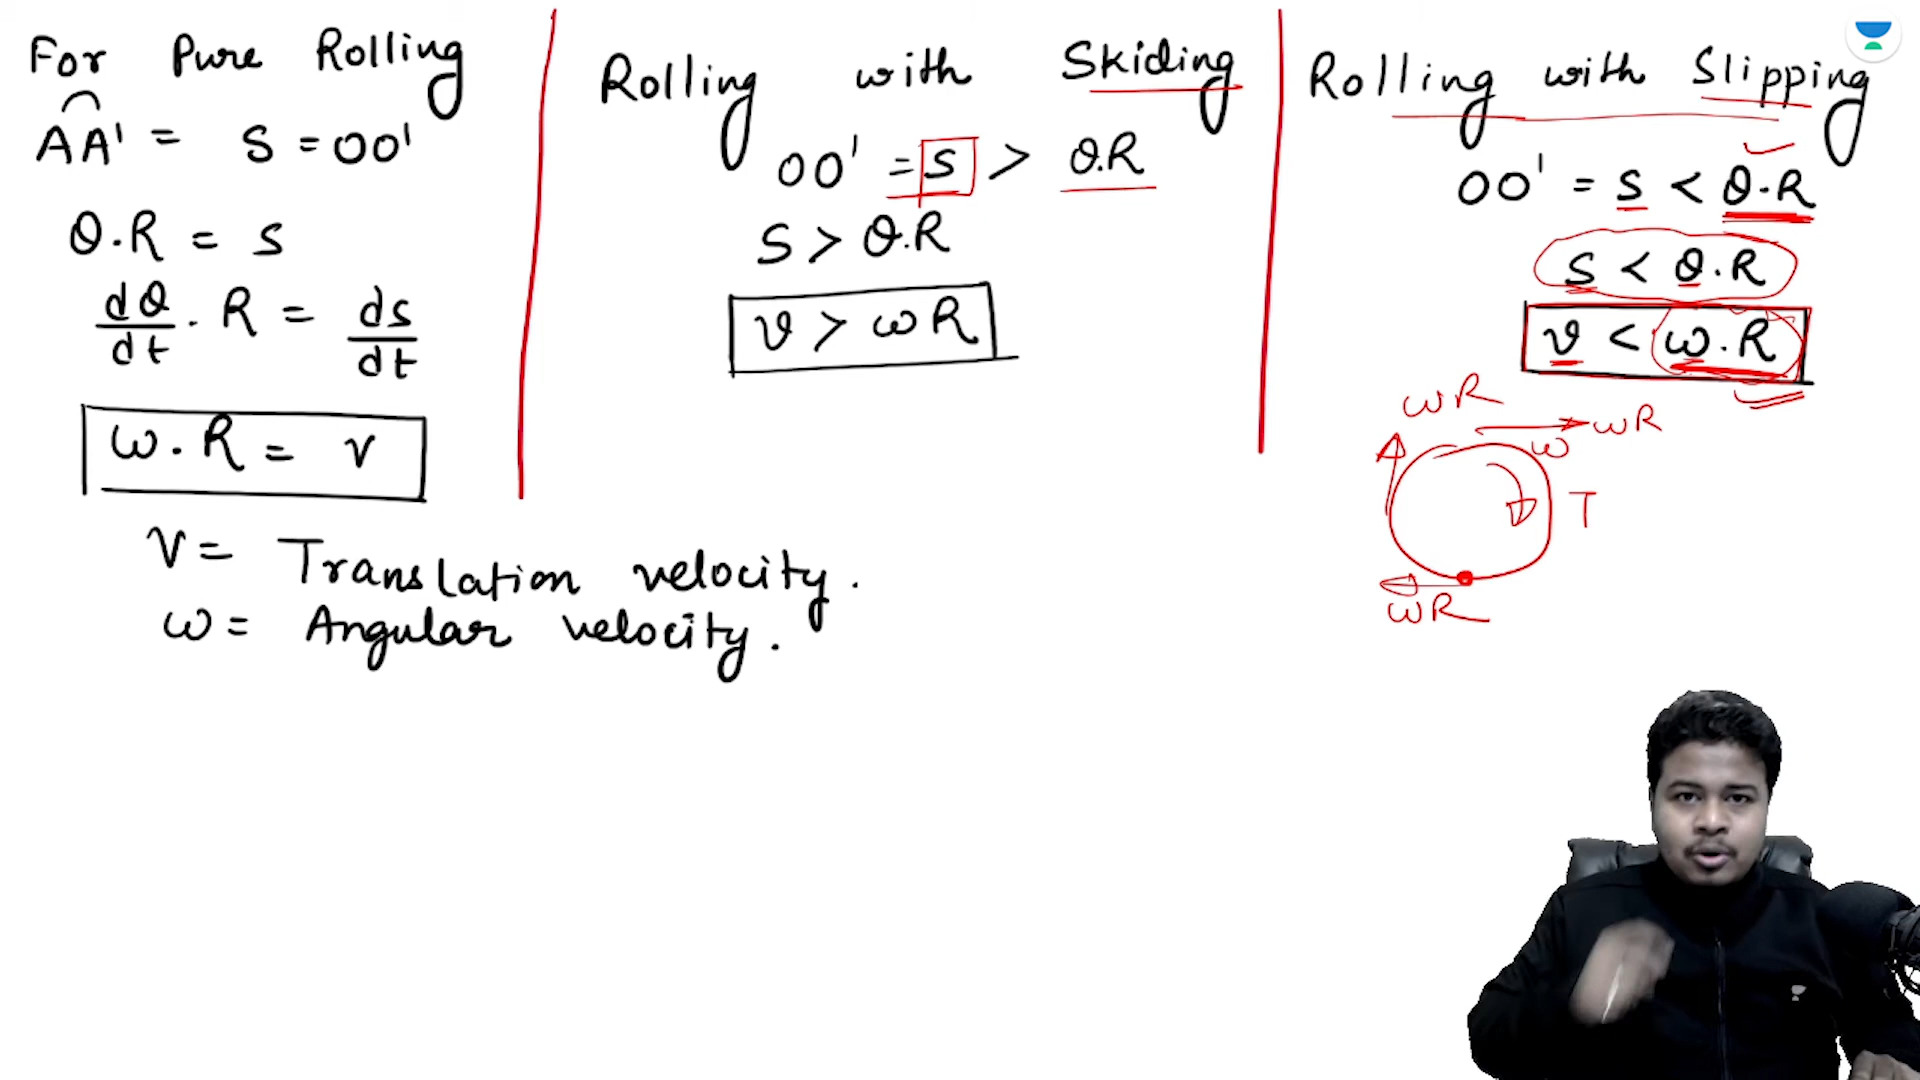 For Pure Rolling
AA' = S = OO'
θ.R = S
dθ/dt . R = ds/dt
ω . R = v
v = Translation velocity.
ω = Angular velocity.
Rolling with Skiding
OO' = S > θ.R
S > θ.R
v > ωR
Rolling with Slipping
OO' = S < θ.R
S < θ.R
v < ω.R
ωR
ωR
ω
T
ωR